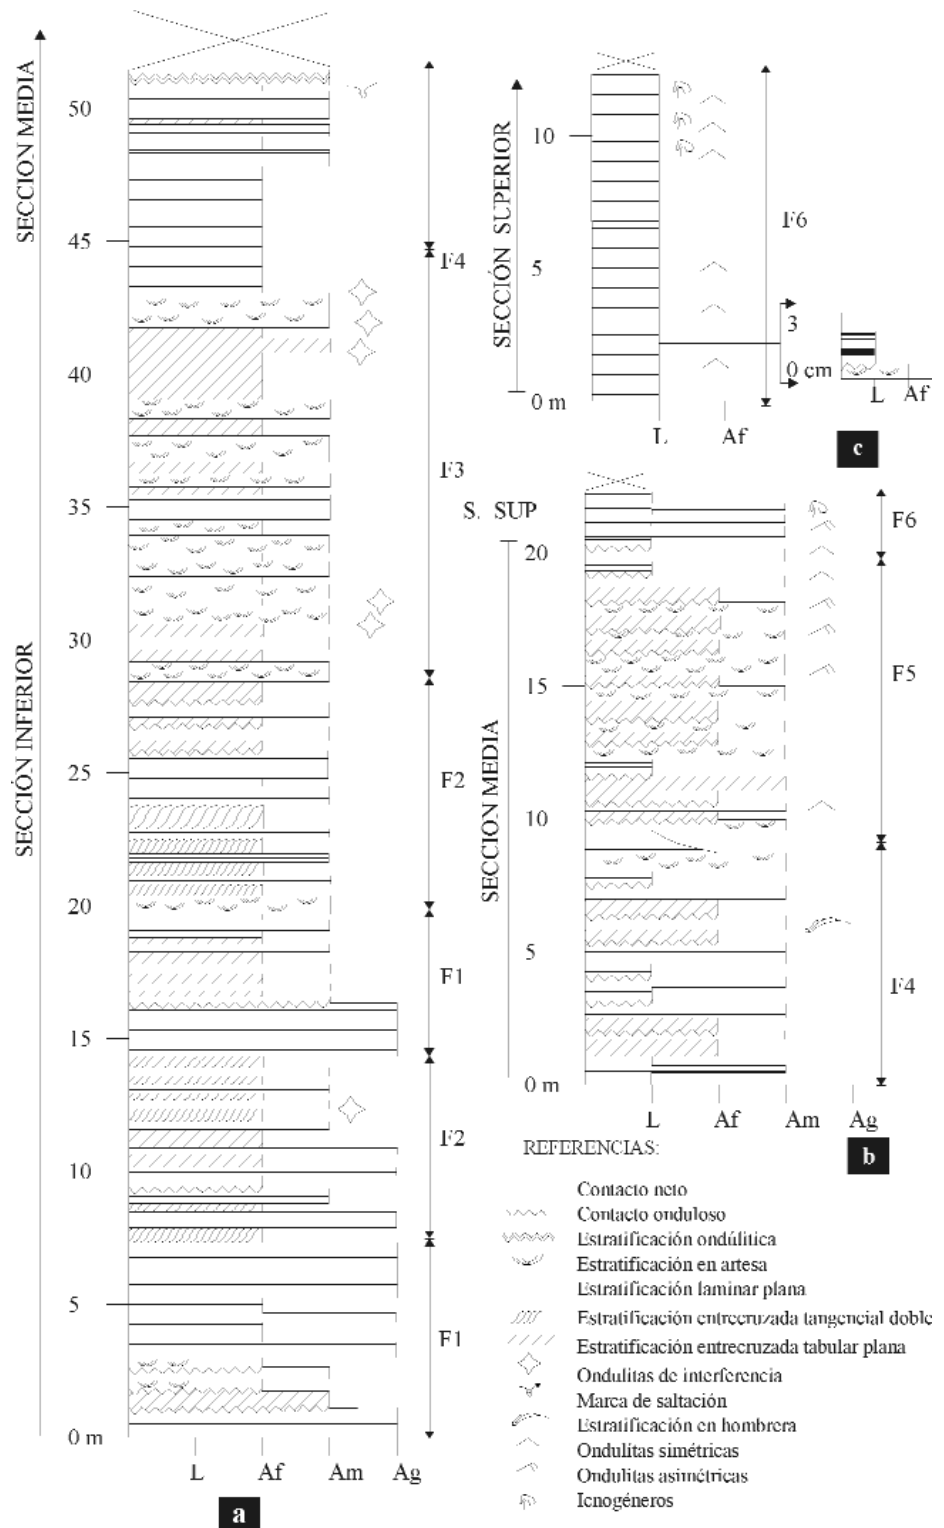 SECCION MEDIA
SECCIÓN INFERIOR
50
45
40
35
30
25
20
15
10
5
0 m
F4
F3
F2
F1
F2
F1
L Af Am Ag
a
SECCIÓN SUPERIOR
10
5
0 m
F6
L Af
3
0 cm
L Af
c
S. SUP
SECCION MEDIA
20
15
10
5
0 m
F6
F5
F4
L Af Am Ag
b
REFERENCIAS:
Contacto neto
Contacto onduloso
Estratificación ondúlitica
Estratificación en artesa
Estratificación laminar plana
Estratificación entrecruzada tangencial doble
Estratificación entrecruzada tabular plana
Ondulitas de interferencia
Marca de saltación
Estratificación en hombrera
Ondulitas simétricas
Ondulitas asimétricas
Icnogéneros